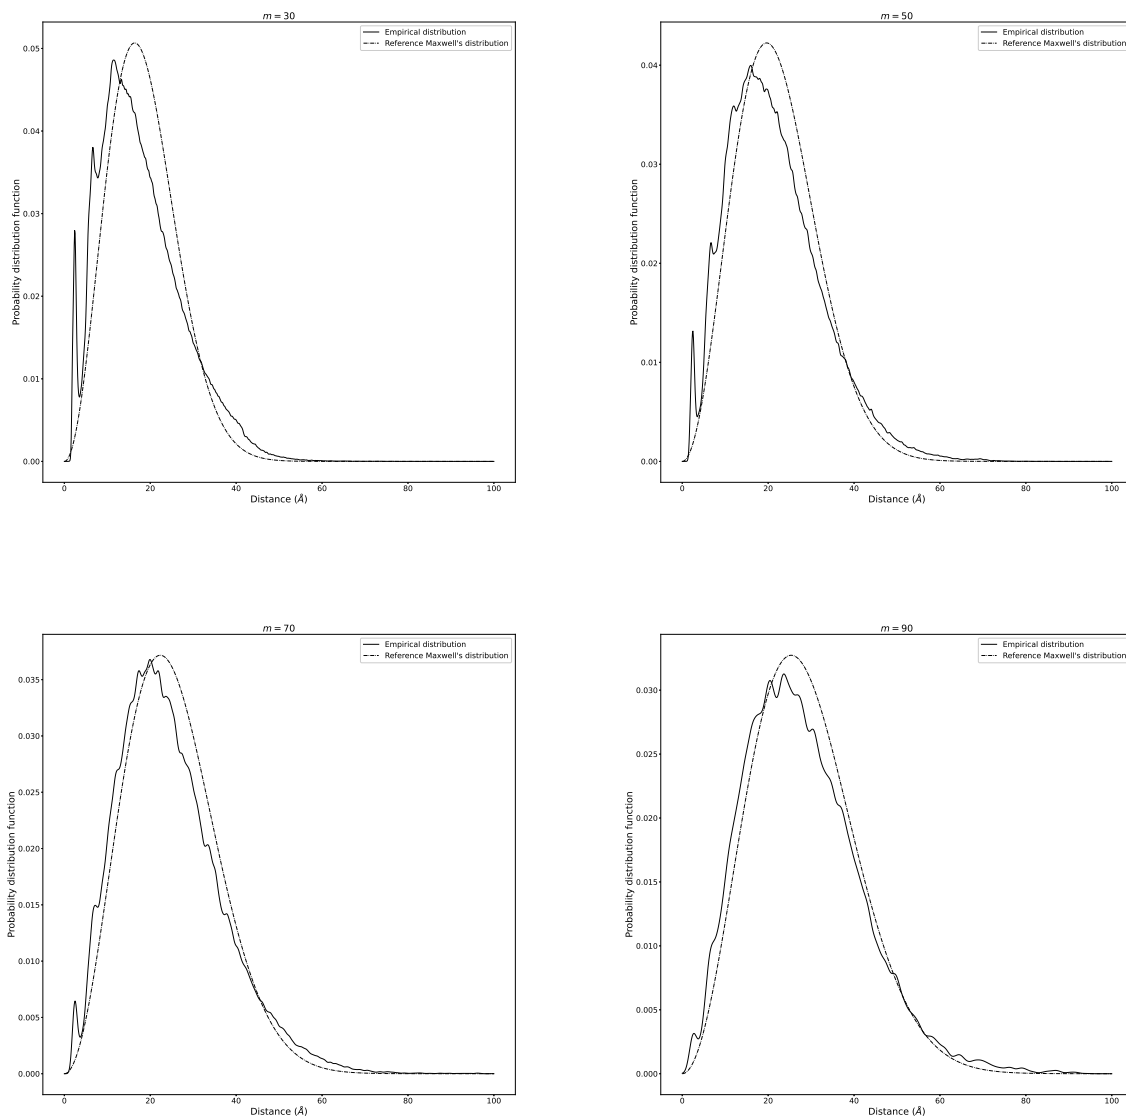 m = 30
Empirical distribution
Reference Maxwell's distribution
Probability distribution function
0.05
0.04
0.03
0.02
0.01
0.00
0 20 40 60 80 100
Distance (Å)
m = 50
Empirical distribution
Reference Maxwell's distribution
Probability distribution function
0.04
0.03
0.02
0.01
0.00
0 20 40 60 80 100
Distance (Å)
m = 70
Empirical distribution
Reference Maxwell's distribution
Probability distribution function
0.035
0.030
0.025
0.020
0.015
0.010
0.005
0.000
0 20 40 60 80 100
Distance (Å)
m = 90
Empirical distribution
Reference Maxwell's distribution
Probability distribution function
0.030
0.025
0.020
0.015
0.010
0.005
0.000
0 20 40 60 80 100
Distance (Å)